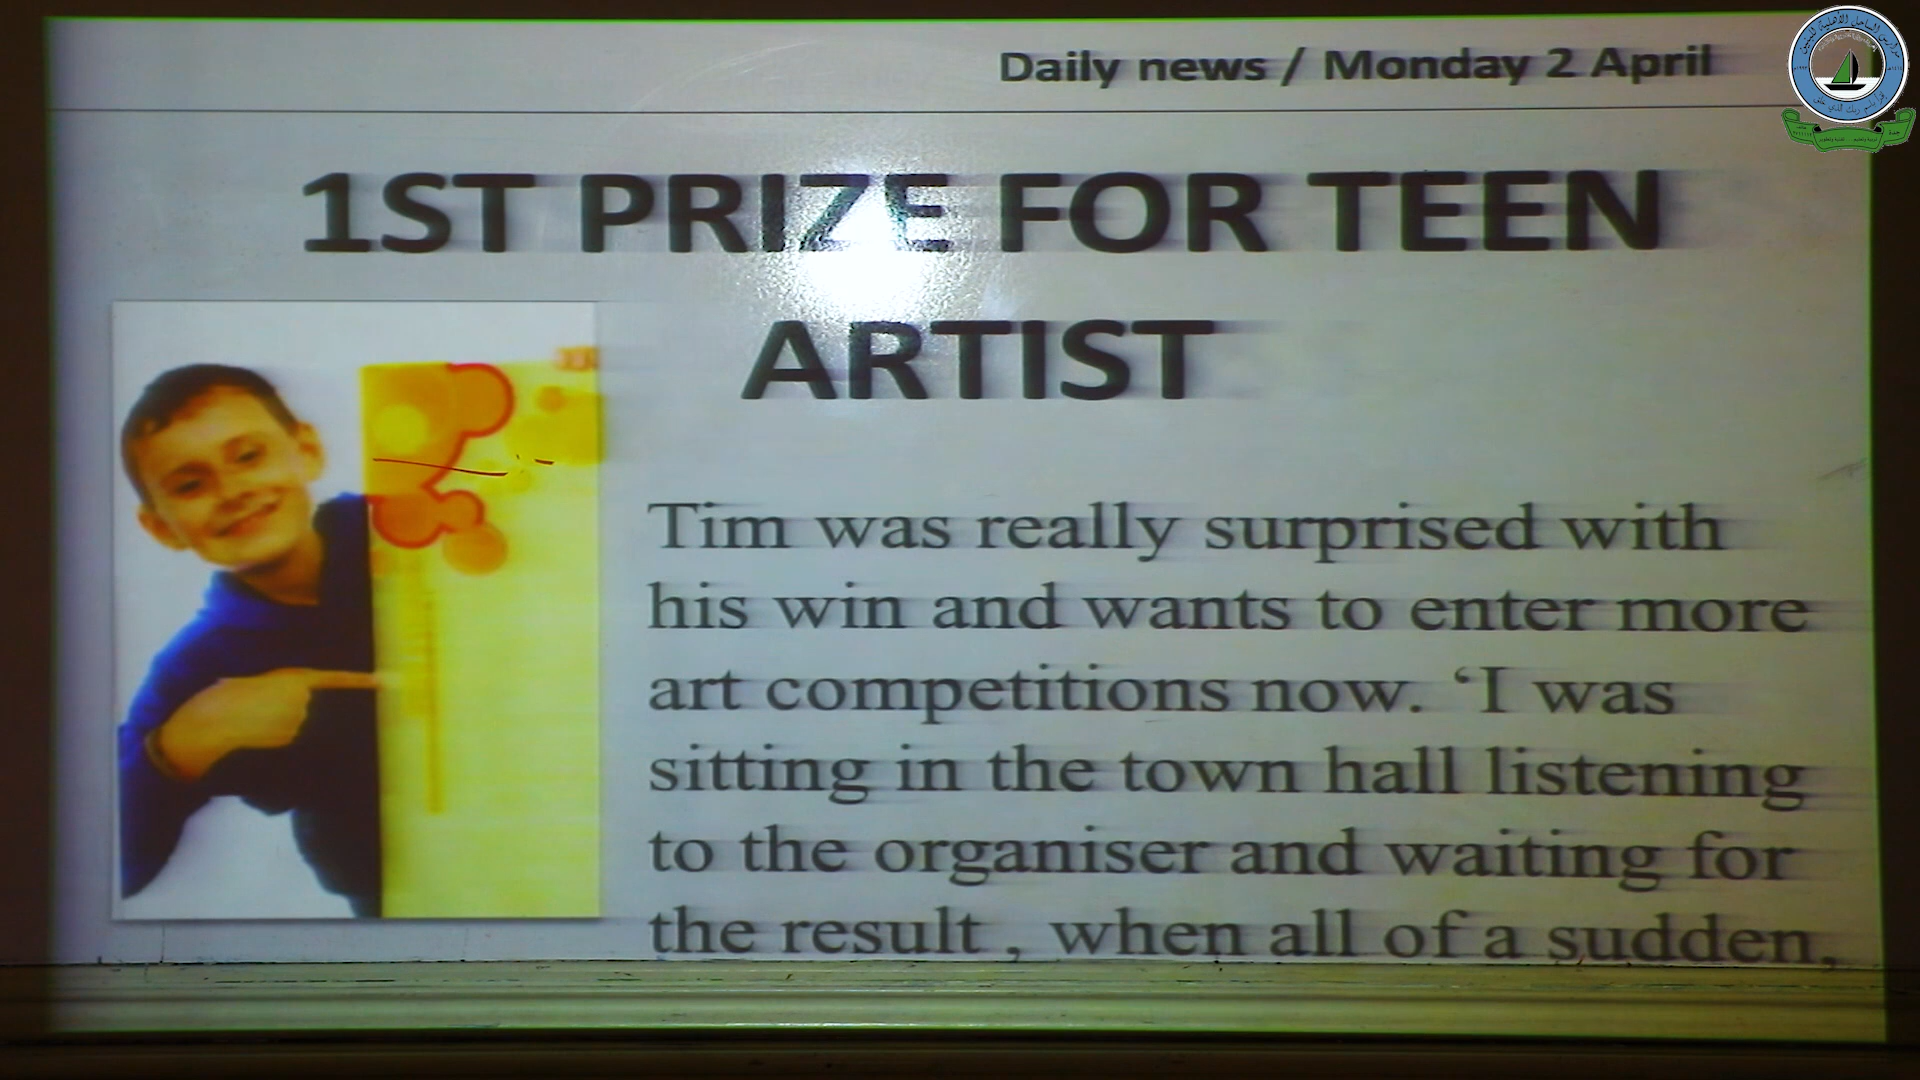 Daily news / Monday 2 April
1ST PRIZE FOR TEEN
ARTIST
Tim was really surprised with
his win and wants to enter more
art competitions now. ‘I was
sitting in the town hall listening
to the organiser and waiting for
the result , when all of a sudden,